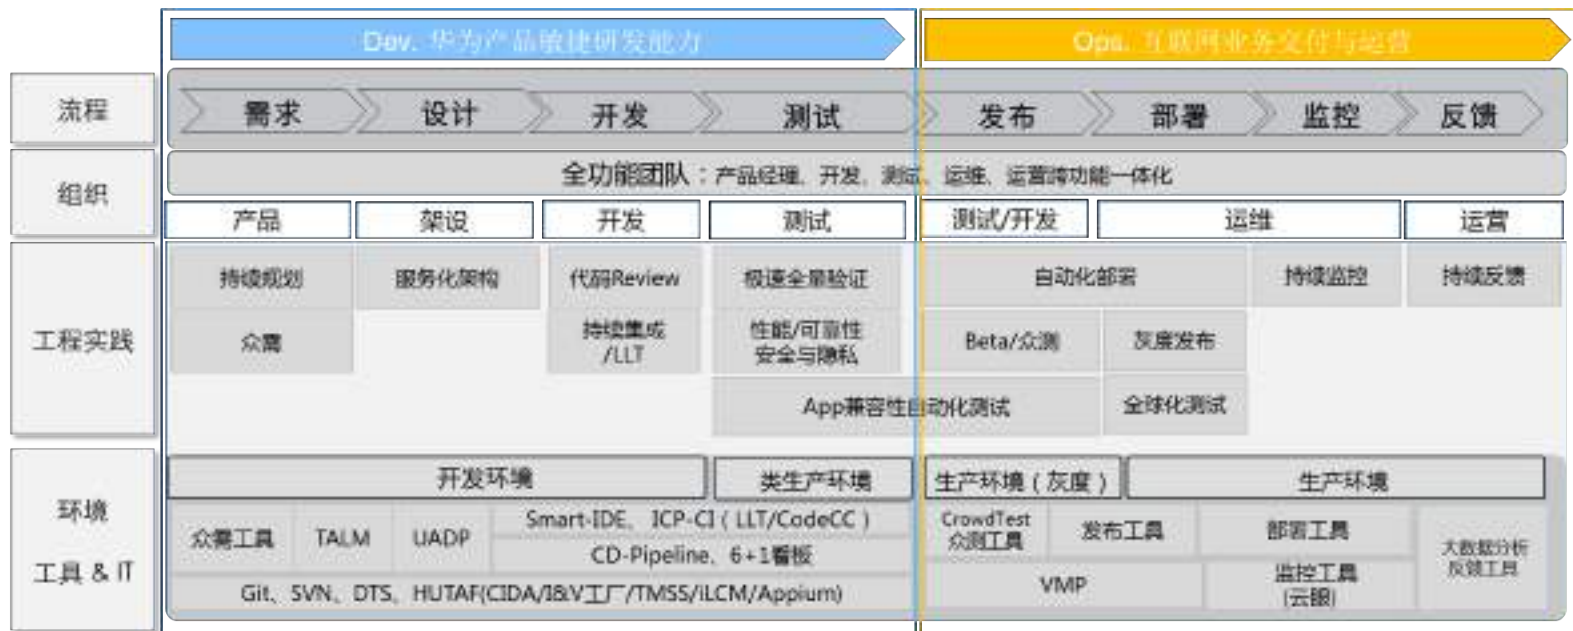 Dev. 华为产品敏捷研发能力
Ops. 互联网业务交付与运营
流程
需求
设计
开发
测试
发布
部署
监控
反馈
组织
全功能团队：产品经理、开发、测试、运维、运营跨功能一体化
产品
架设
开发
测试
测试/开发
运维
运营
工程实践
持续规划
服务化架构
代码Review
极速全量验证
自动化部署
持续监控
持续反馈
众需
持续集成
/LLT
性能/可靠性
安全与隐私
Beta/众测
灰度发布
App兼容性自动化测试
全球化测试
环境
工具 & IT
开发环境
类生产环境
生产环境（灰度）
生产环境
众需工具
TALM
UADP
Smart-IDE、ICP-CI（LLT/CodeCC）
CD-Pipeline、6+1看板
Git、SVN、DTS、HUTAF(CIDA/I&V工厂/TMSS/iLCM/Appium)
CrowdTest
众测工具
发布工具
部署工具
VMP
监控工具
(云眼)
大数据分析
反馈工具